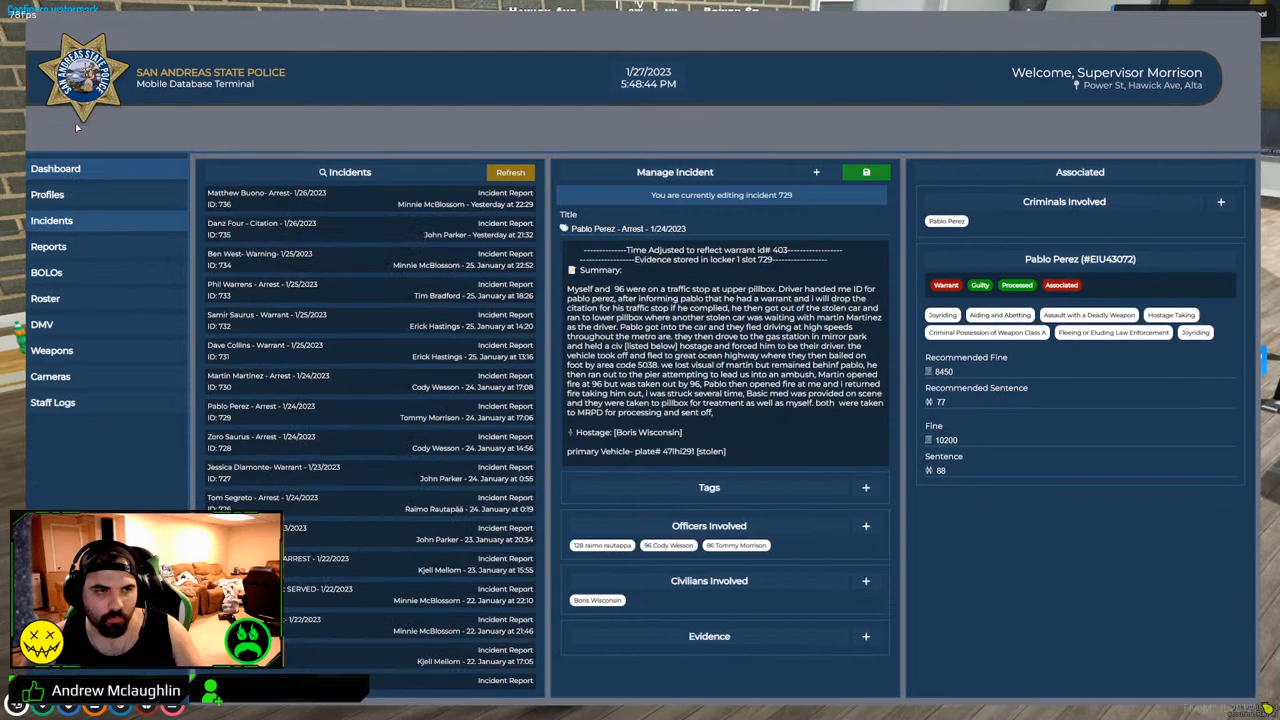 Configure watermark
78fps
SAN ANDREAS STATE POLICE
Mobile Database Terminal
1/27/2023
5:48:44 PM
Welcome, Supervisor Morrison
Power St, Hawick Ave, Alta
Dashboard
Profiles
Incidents
Reports
BOLOs
Roster
DMV
Weapons
Cameras
Staff Logs
Incidents
Refresh
Matthew Buono- Arrest- 1/26/2023 Incident Report
ID: 736 Minnie McBlossom - Yesterday at 22:29
Danz Four - Citation - 1/26/2023 Incident Report
ID: 735 John Parker - Yesterday at 21:32
Ben West- Warning- 1/25/2023 Incident Report
ID: 734 Minnie McBlossom - 25. January at 22:52
Phil Warrens - Arrest - 1/25/2023 Incident Report
ID: 733 Tim Bradford - 25. January at 18:26
Samir Saurus - Warrant - 1/25/2023 Incident Report
ID: 732 Erick Hastings - 25. January at 14:20
Dave Collins - Warrant - 1/25/2023 Incident Report
ID: 731 Erick Hastings - 25. January at 13:16
Martin Martinez - Arrest - 1/24/2023 Incident Report
ID: 730 Cody Wesson - 24. January at 17:08
Pablo Perez - Arrest - 1/24/2023 Incident Report
ID: 729 Tommy Morrison - 24. January at 17:06
Zoro Saurus - Arrest - 1/24/2023 Incident Report
ID: 728 Cody Wesson - 24. January at 14:56
Jessica Diamonte- Warrant - 1/23/2023 Incident Report
ID: 727 John Parker - 24. January at 0:55
Tom Segreto - Arrest - 1/24/2023 Incident Report
ID: 726 Raimo Rautapää - 24. January at 0:19
3/2023 Incident Report
John Parker - 23. January at 20:34
ARREST - 1/22/2023 Incident Report
Kjell Mellom - 23. January at 15:55
: SERVED- 1/22/2023 Incident Report
Minnie McBlossom - 22. January at 22:10
1/22/2023 Incident Report
Minnie McBlossom - 22. January at 21:46
Incident Report
Kjell Mellom - 22. January at 17:05
Incident Report
Manage Incident
You are currently editing incident 729
Title
Pablo Perez - Arrest - 1/24/2023
--------------Time Adjusted to reflect warrant id# 403------------------
------------------Evidence stored in locker 1 slot 729------------------
Summary:
Myself and 96 were on a traffic stop at upper pillbox. Driver handed me ID for
pablo perez, after informing pablo that he had a warrant and i will drop the
citation for his traffic stop if he complied, he then got out of the stolen car and
ran to lower pillbox where another stolen car was waiting with martin Martinez
as the driver. Pablo got into the car and they fled driving at high speeds
throughout the metro are. they then drove to the gas station in mirror park
and held a civ [listed below] hostage and forced him to be their driver. the
vehicle took off and fled to great ocean highway where they then bailed on
foot by area code 5038. we lost visual of martin but remained behinf pablo, he
then ran out to the pier attempting to lead us into an ambush, Martin opened
fire at 96 but was taken out by 96, Pablo then opened fire at me and i returned
fire taking him out, i was struck several time, Basic med was provided on scene
and they were taken to pillbox for treatment as well as myself. both were taken
to MRPD for processing and sent off,
Hostage: [Boris Wisconsin]
primary Vehicle- plate# 47lhi291 [stolen]
Tags
Officers Involved
128 raimo rautappa 96 Cody Wesson 86 Tommy Morrison
Civilians Involved
Boris Wisconsin
Evidence
Associated
Criminals Involved
Pablo Perez
Pablo Perez (#EIU43072)
Warrant Guilty Processed Associated
Joyriding Aiding and Abetting Assault with a Deadly Weapon Hostage Taking
Criminal Possession of Weapon Class A Fleeing or Eluding Law Enforcement Joyriding
Recommended Fine
8450
Recommended Sentence
77
Fine
10200
Sentence
88
Andrew Mclaughlin